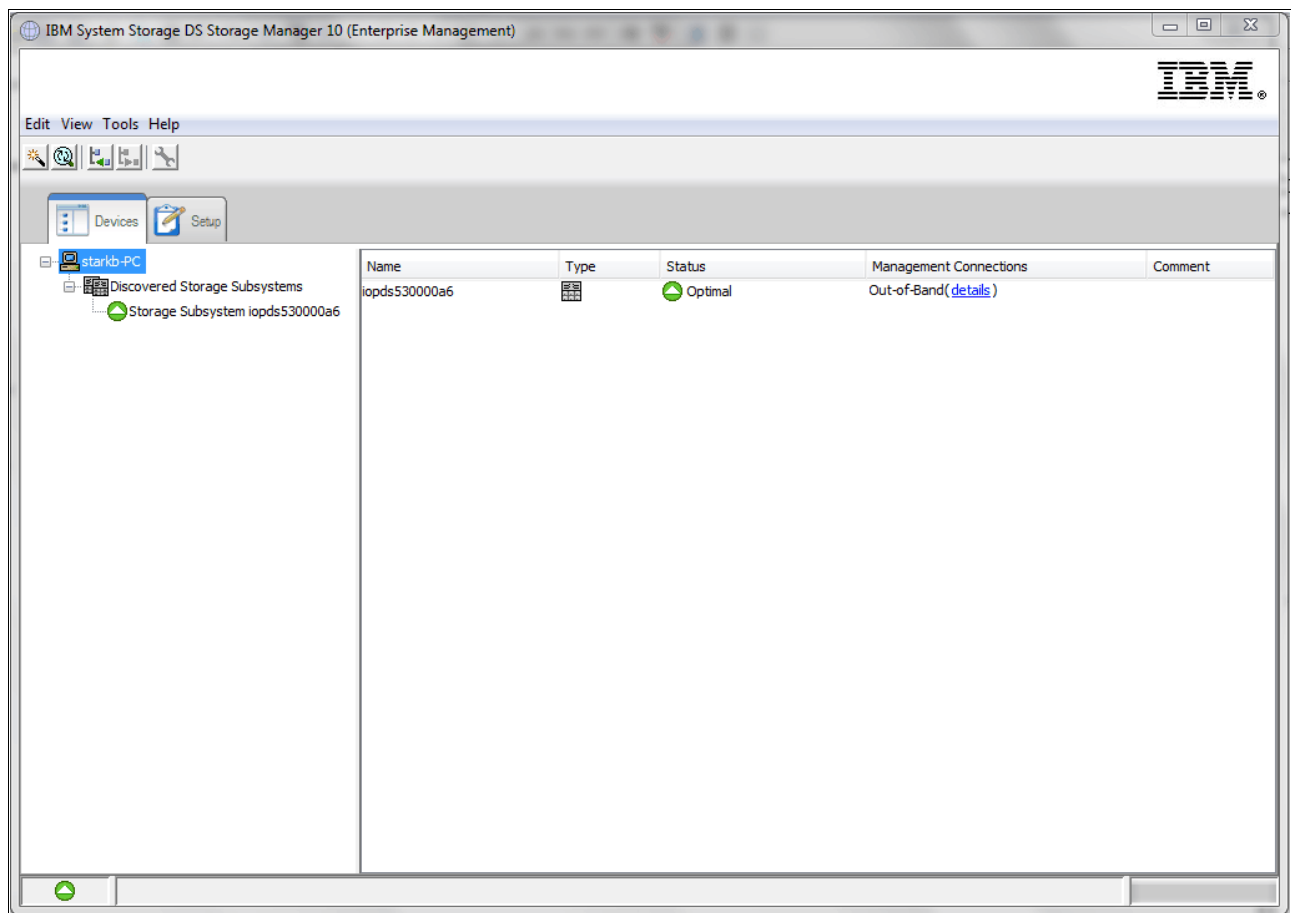 IBM System Storage DS Storage Manager 10 (Enterprise Management)
IBM®
Edit View Tools Help
Devices Setup
starkb-PC
Discovered Storage Subsystems
Storage Subsystem iopds530000a6
Name Type Status Management Connections Comment
iopds530000a6 Optimal Out-of-Band(details)